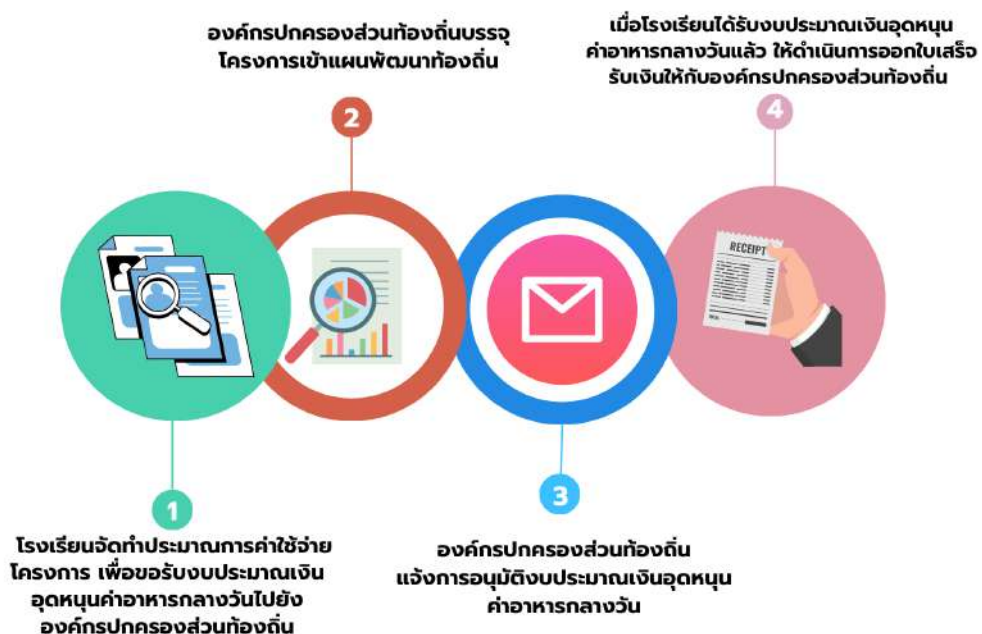 1
โรงเรียนจัดทำประมาณการค่าใช้จ่าย
โครงการ เพื่อขอรับงบประมาณเงิน
อุดหนุนค่าอาหารกลางวันไปยัง
องค์กรปกครองส่วนท้องถิ่น
องค์กรปกครองส่วนท้องถิ่นบรรจุ
โครงการเข้าแผนพัฒนาท้องถิ่น
2
3
องค์กรปกครองส่วนท้องถิ่น
แจ้งการอนุมัติงบประมาณเงินอุดหนุน
ค่าอาหารกลางวัน
เมื่อโรงเรียนได้รับงบประมาณเงินอุดหนุน
ค่าอาหารกลางวันแล้ว ให้ดำเนินการออกใบเสร็จ
รับเงินให้กับองค์กรปกครองส่วนท้องถิ่น
4
RECEIPT